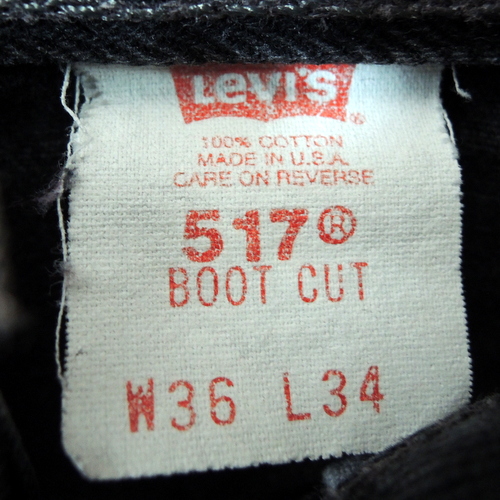 Levi's
®
100% COTTON
MADE IN U.S.A.
CARE ON REVERSE
517®
BOOT CUT
W36 L34